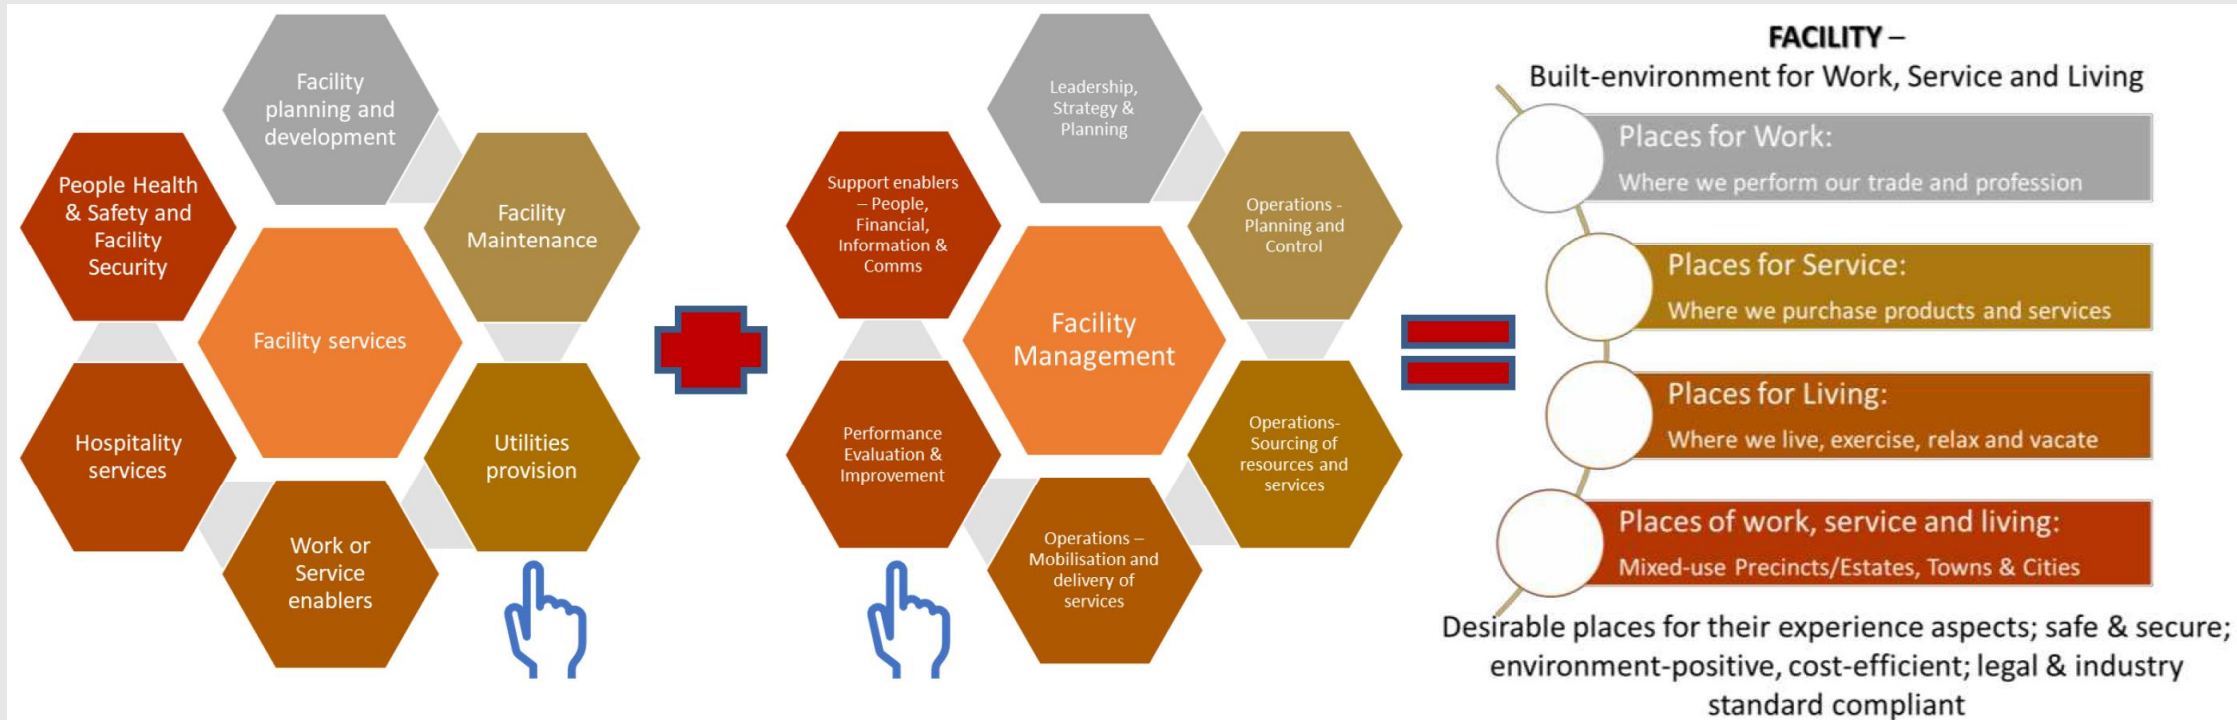 Facility
planning and
development
People Health
& Safety and
Facility
Security
Facility
Maintenance
Facility services
Hospitality
services
Utilities
provision
Work or
Service
enablers
Leadership,
Strategy &
Planning
Support enablers
– People,
Financial,
Information &
Comms
Operations -
Planning and
Control
Facility
Management
Performance
Evaluation &
Improvement
Operations-
Sourcing of
resources and
services
Operations –
Mobilisation and
delivery of
services
FACILITY –
Built-environment for Work, Service and Living
Places for Work:
Where we perform our trade and profession
Places for Service:
Where we purchase products and services
Places for Living:
Where we live, exercise, relax and vacate
Places of work, service and living:
Mixed-use Precincts/Estates, Towns & Cities
Desirable places for their experience aspects; safe & secure;
environment-positive, cost-efficient; legal & industry
standard compliant